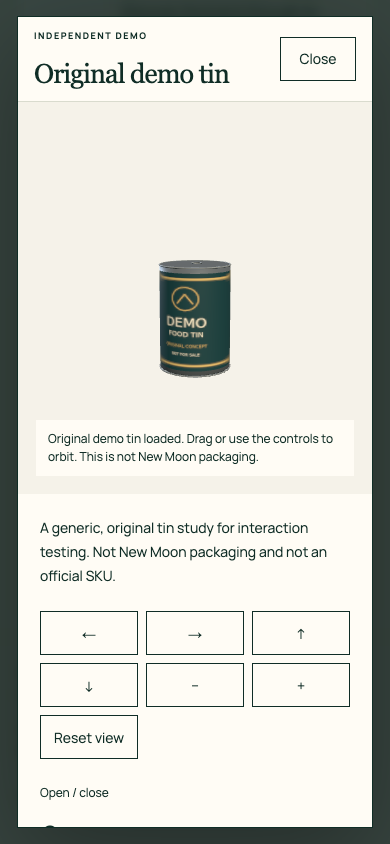 INDEPENDENT DEMO
Original demo tin
Close
DEMO
FOOD TIN
ORIGINAL CONCEPT
NOT FOR SALE
Original demo tin loaded. Drag or use the controls to
orbit. This is not New Moon packaging.
A generic, original tin study for interaction
testing. Not New Moon packaging and not an
official SKU.
← → ↑
↓ − +
Reset view
Open / close